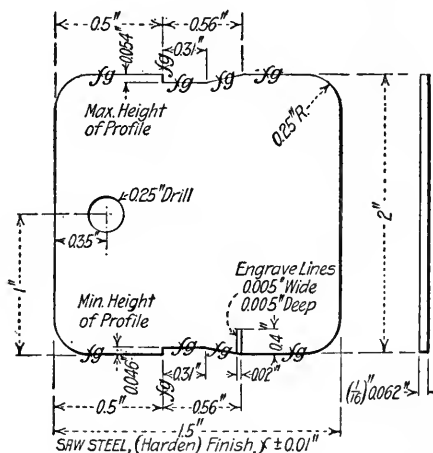 0.5"
0.56"
0.054"
fg
0.31"
fg
fg
fg
fg
Max. Height
of Profile
0.25"R.
0.25"Drill
2"
0.35"
1"
Engrave Lines
0.005"Wide
0.005"Deep
Min. Height
of Profile
0.4"
fg
fg
fg
fg
0.046"
fg
0.31"
0.02"
(1/16)"0.062"
0.5"
0.56"
1.5"
SAW STEEL, (Harden) Finish, f ±0.01"